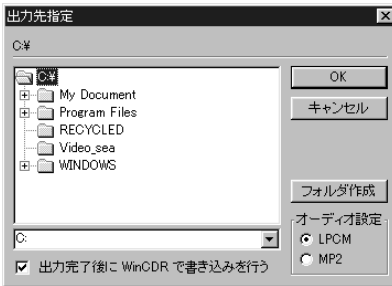 出力先指定
C:¥
C:¥
My Document
Program Files
RECYCLED
Video_sea
WINDOWS
C:
出力完了後に WinCDR で書き込みを行う
OK
キャンセル
フォルダ作成
オーディオ設定
LPCM
MP2